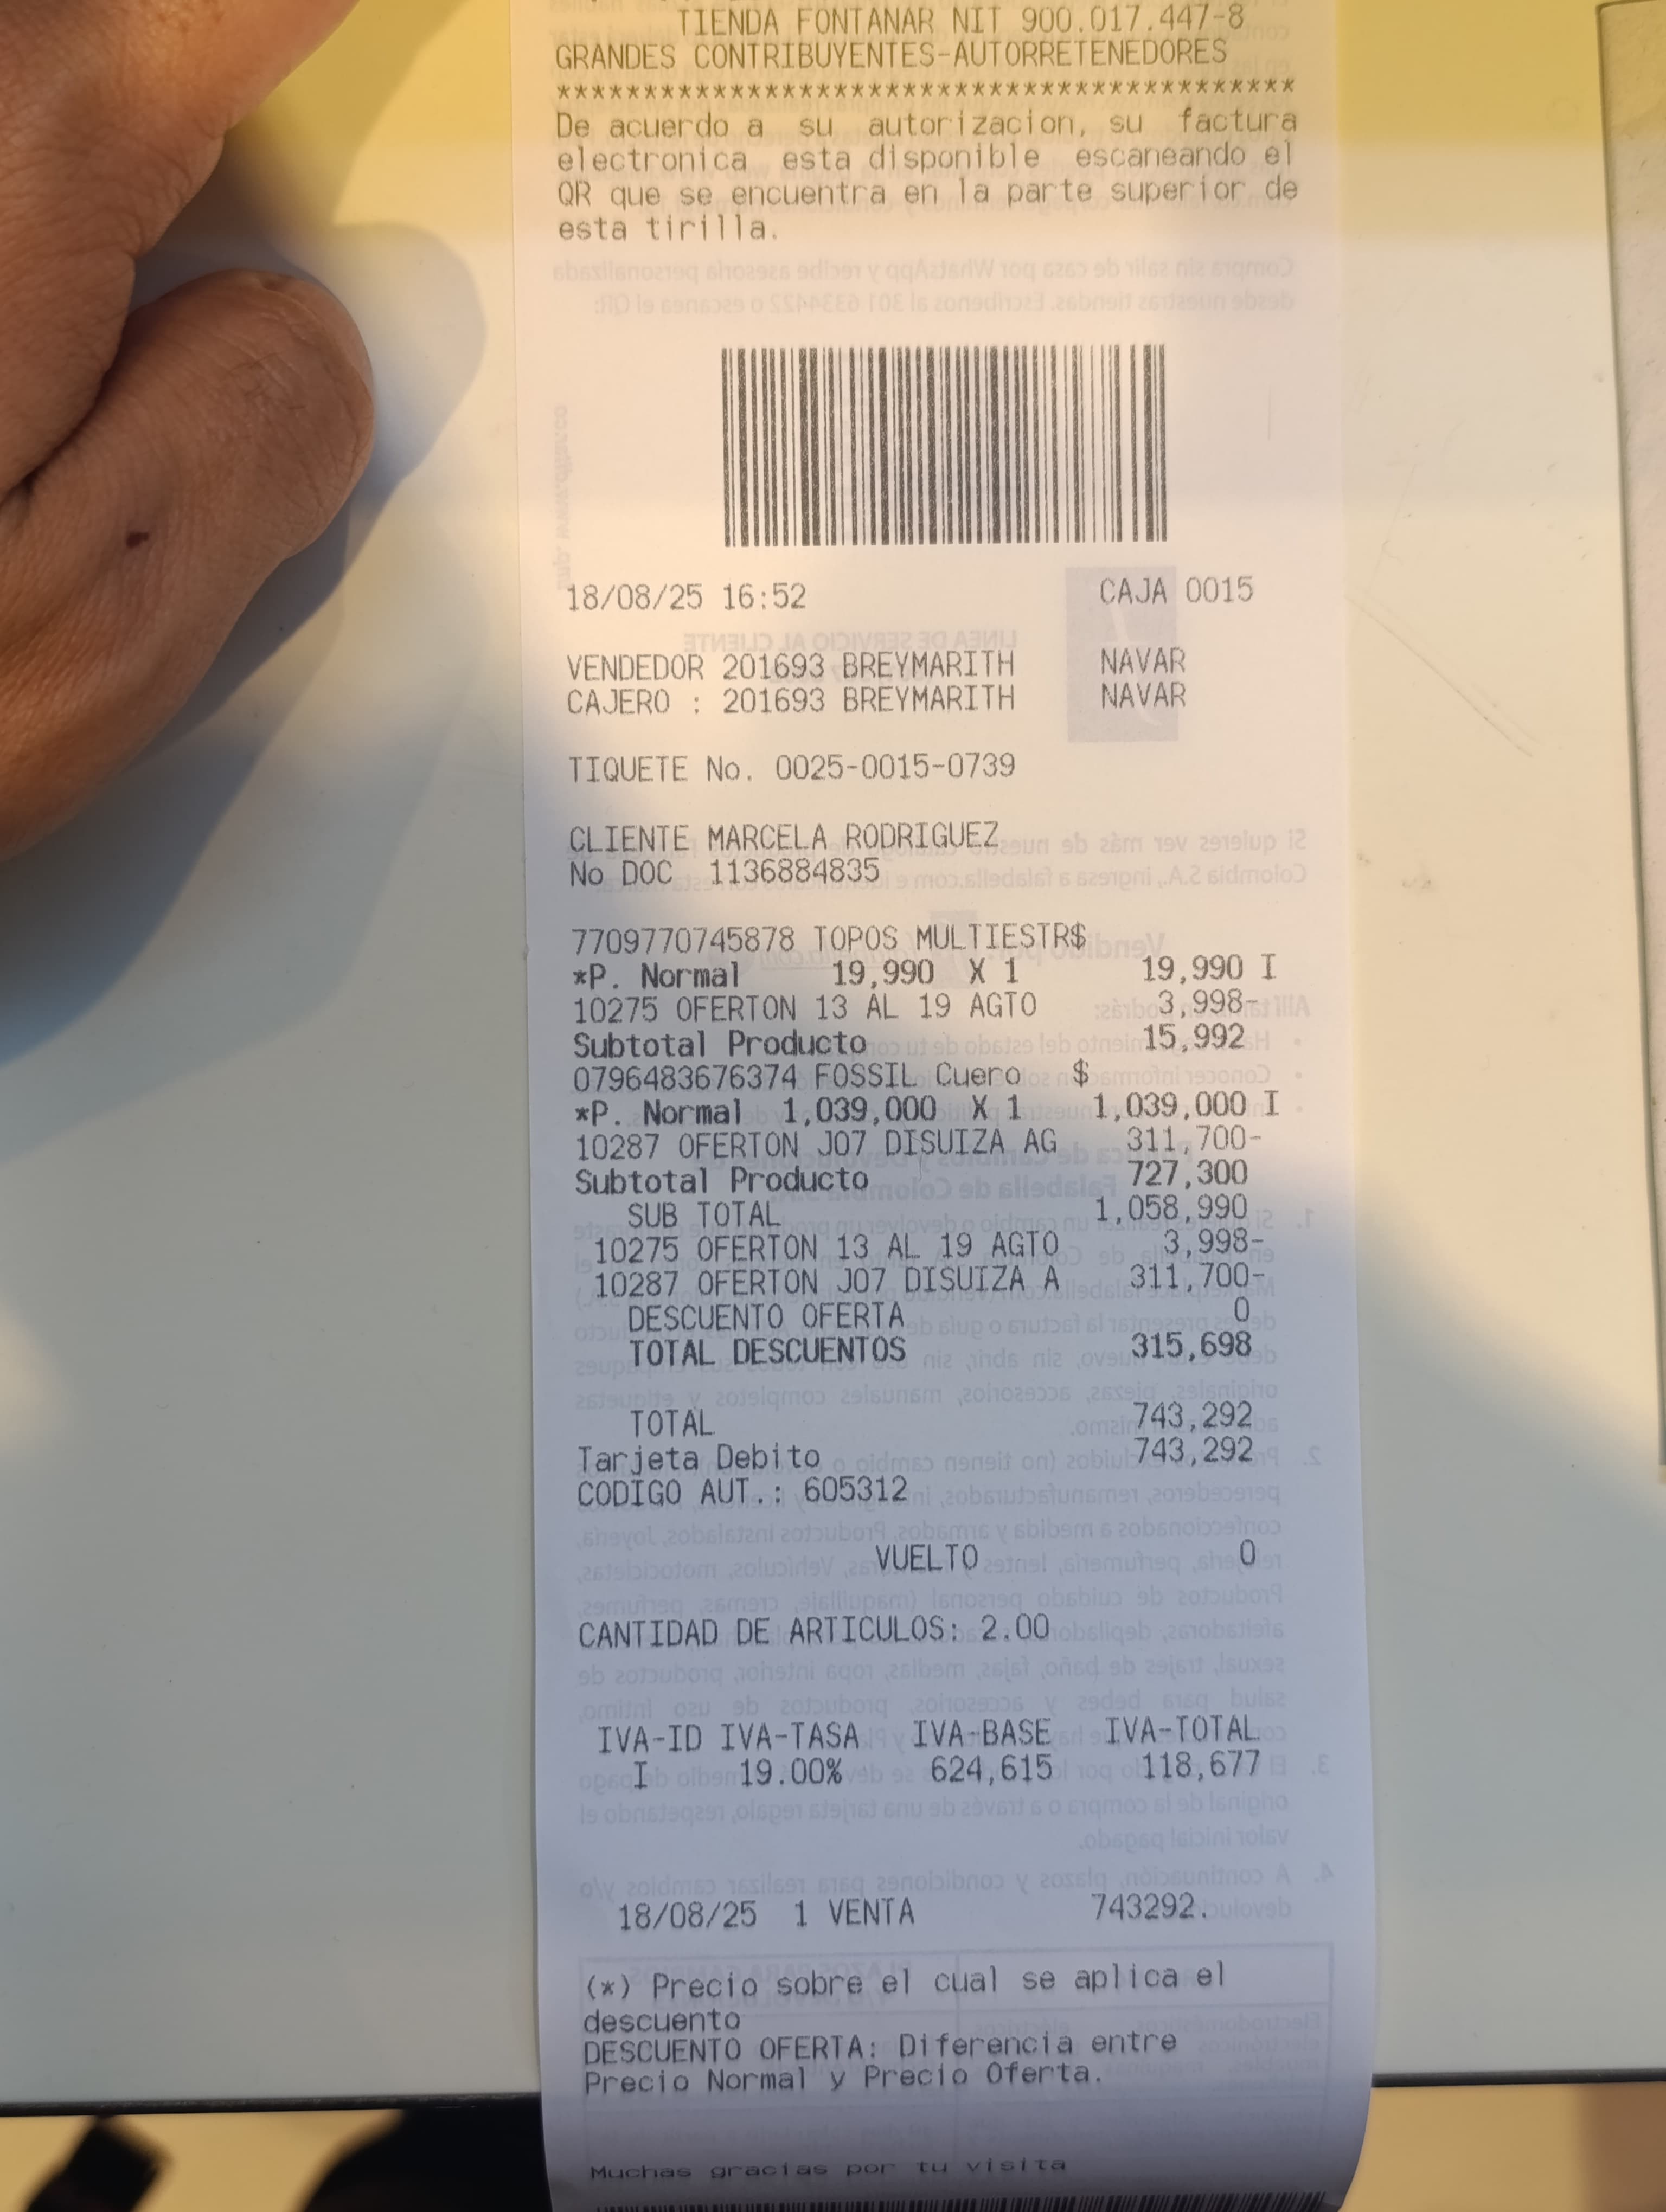 TIENDA FONTANAR NIT 900.017.447-8
GRANDES CONTRIBUYENTES-AUTORRETENEDORES
*******************************************
De acuerdo a su autorizacion, su factura
electronica esta disponible escaneando el
QR que se encuentra en la parte superior de
esta tirilla.
18/08/25 16:52 CAJA 0015
VENDEDOR 201693 BREYMARITH NAVAR
CAJERO : 201693 BREYMARITH NAVAR
TIQUETE No. 0025-0015-0739
CLIENTE MARCELA RODRIGUEZ
No DOC 1136884835
7709770745878 TOPOS MULTIESTR$
*P. Normal 19,990 X 1 19,990 I
10275 OFERTON 13 AL 19 AGTO 3,998-
Subtotal Producto 15,992
0796483676374 FOSSIL Cuero $
*P. Normal 1,039,000 X 1 1,039,000 I
10287 OFERTON J07 DISUIZA AG 311,700-
Subtotal Producto 727,300
SUB TOTAL 1,058,990
10275 OFERTON 13 AL 19 AGTO 3,998-
10287 OFERTON J07 DISUIZA A 311,700-
DESCUENTO OFERTA 0
TOTAL DESCUENTOS 315,698
TOTAL 743,292
Tarjeta Debito 743,292
CODIGO AUT.: 605312
VUELTO 0
CANTIDAD DE ARTICULOS: 2.00
IVA-ID IVA-TASA IVA-BASE IVA-TOTAL
I 19.00% 624,615 118,677
18/08/25 1 VENTA 743292.
(*) Precio sobre el cual se aplica el
descuento
DESCUENTO OFERTA: Diferencia entre
Precio Normal y Precio Oferta.
Muchas gracias por tu visita